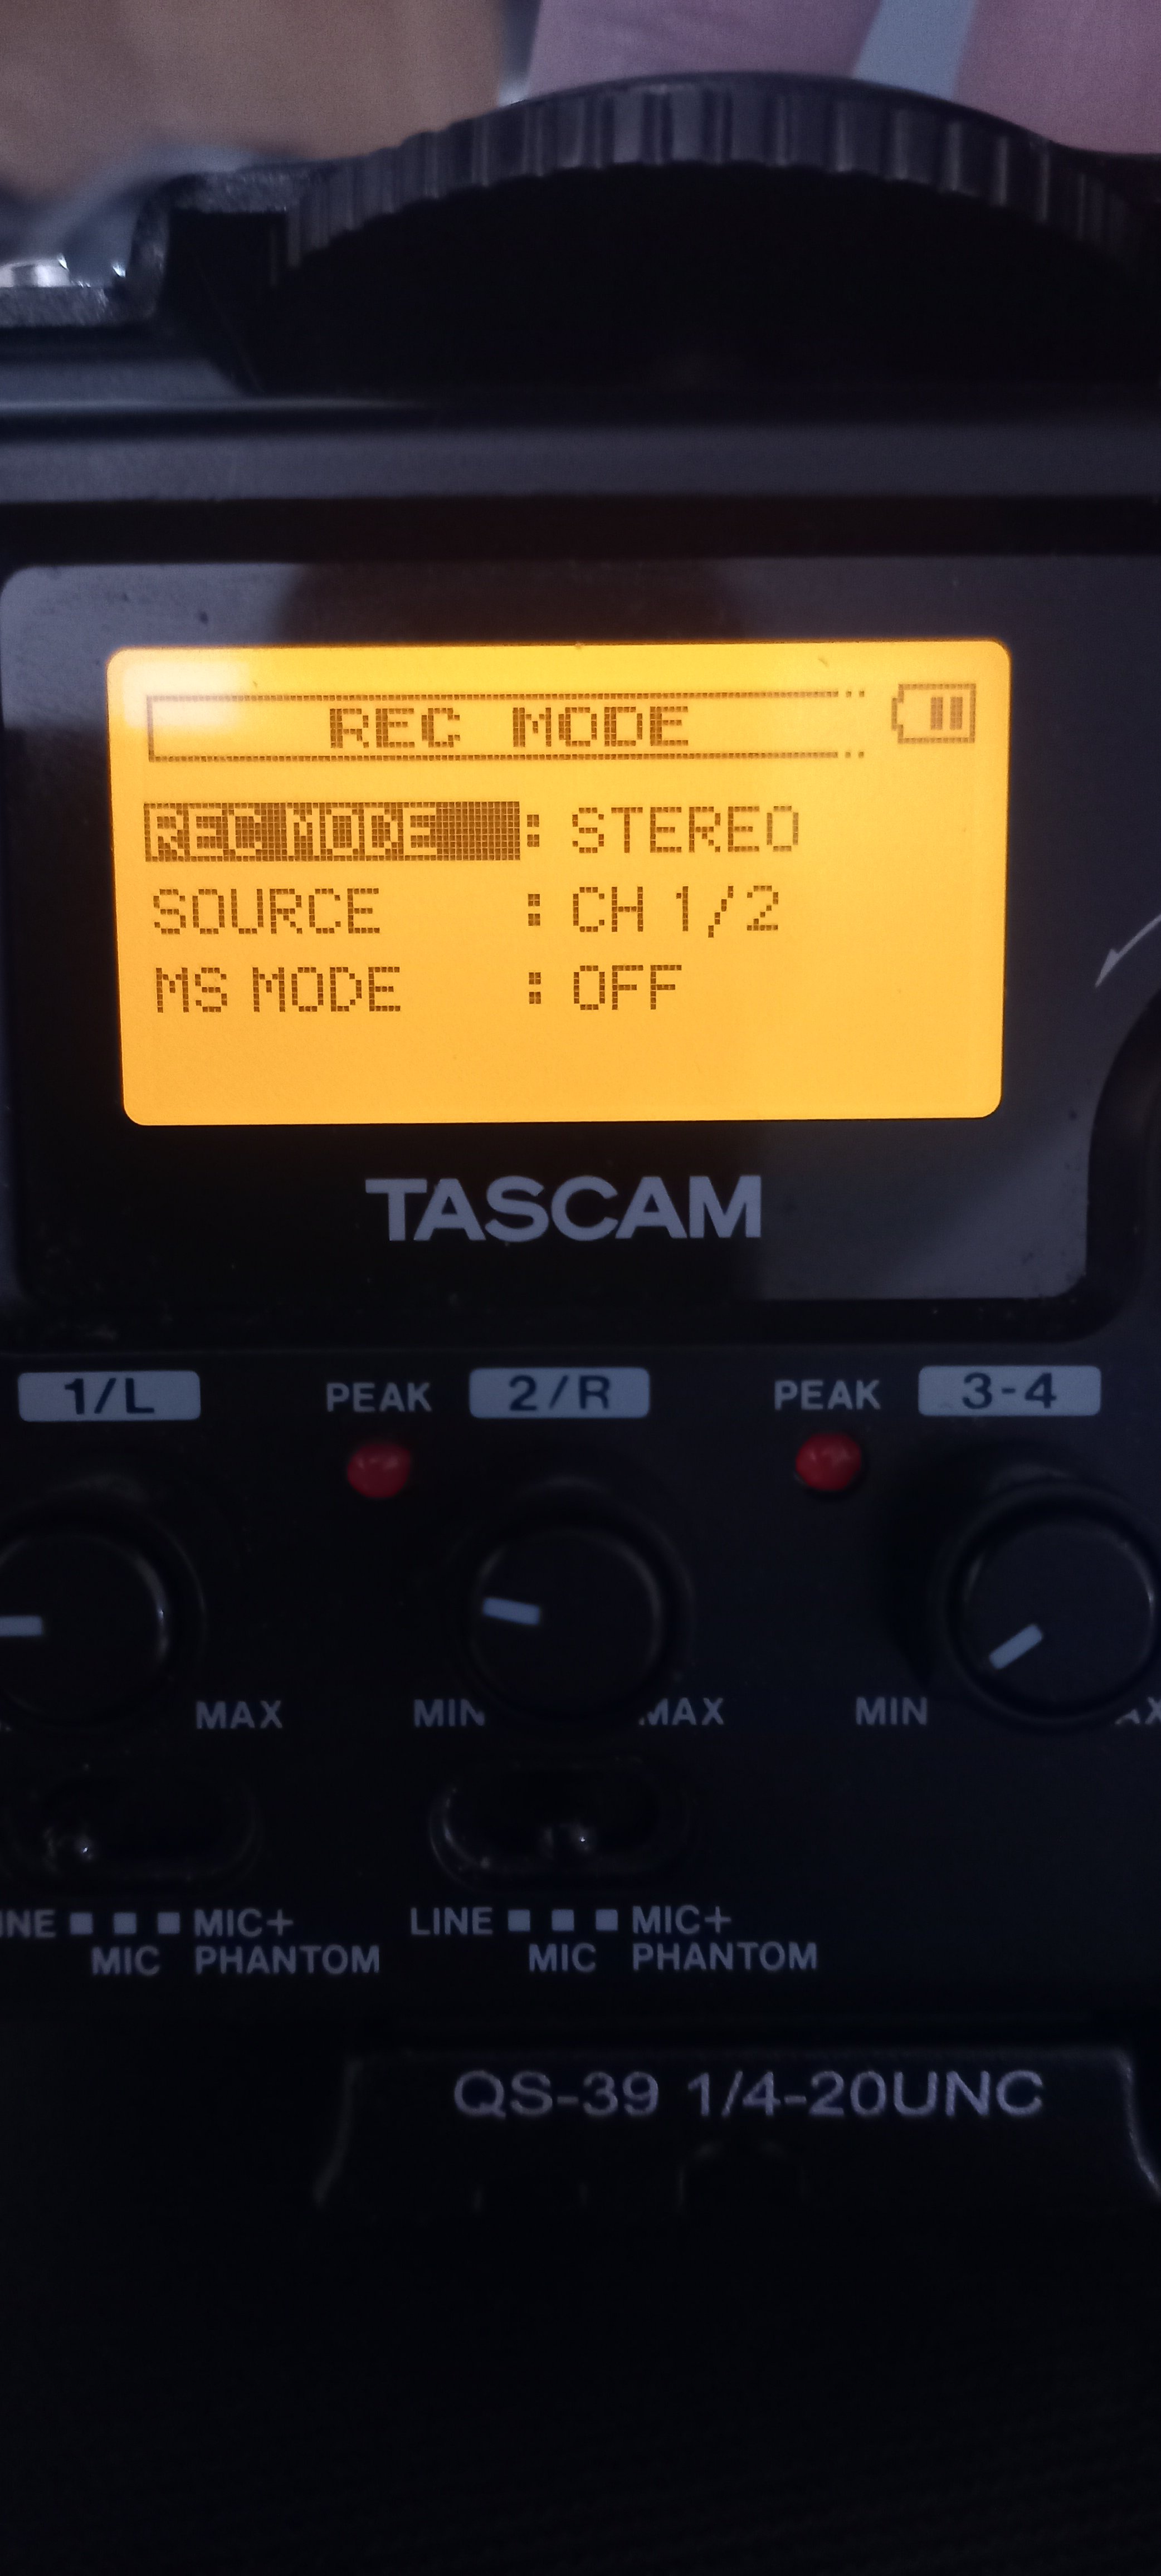 REC MODE
REC MODE : STEREO
SOURCE : CH 1/2
MS MODE : OFF
TASCAM
1/L PEAK 2/R PEAK 3-4
MAX MIN MAX MIN
LINE MIC+ LINE MIC+
MIC PHANTOM MIC PHANTOM
QS-39 1/4-20UNC